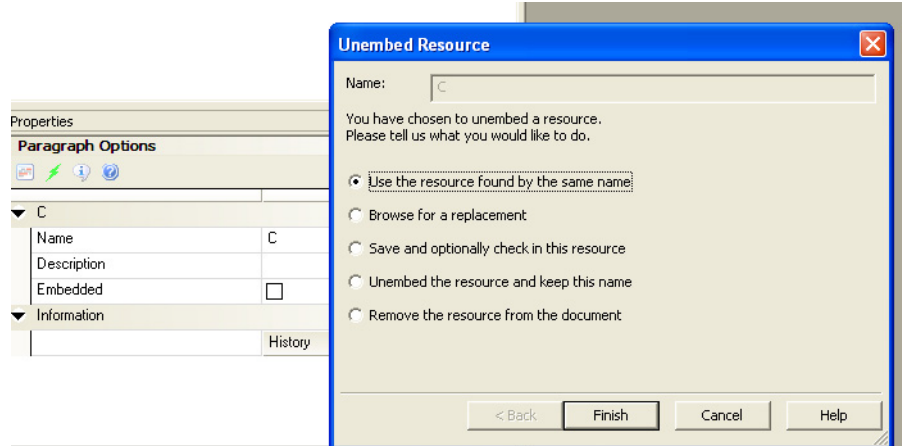 Unembed Resource
Name:
C
You have chosen to unembed a resource.
Please tell us what you would like to do.
Use the resource found by the same name
Browse for a replacement
Save and optionally check in this resource
Unembed the resource and keep this name
Remove the resource from the document
< Back
Finish
Cancel
Help
Properties
Paragraph Options
C
Name
C
Description
Embedded
Information
History